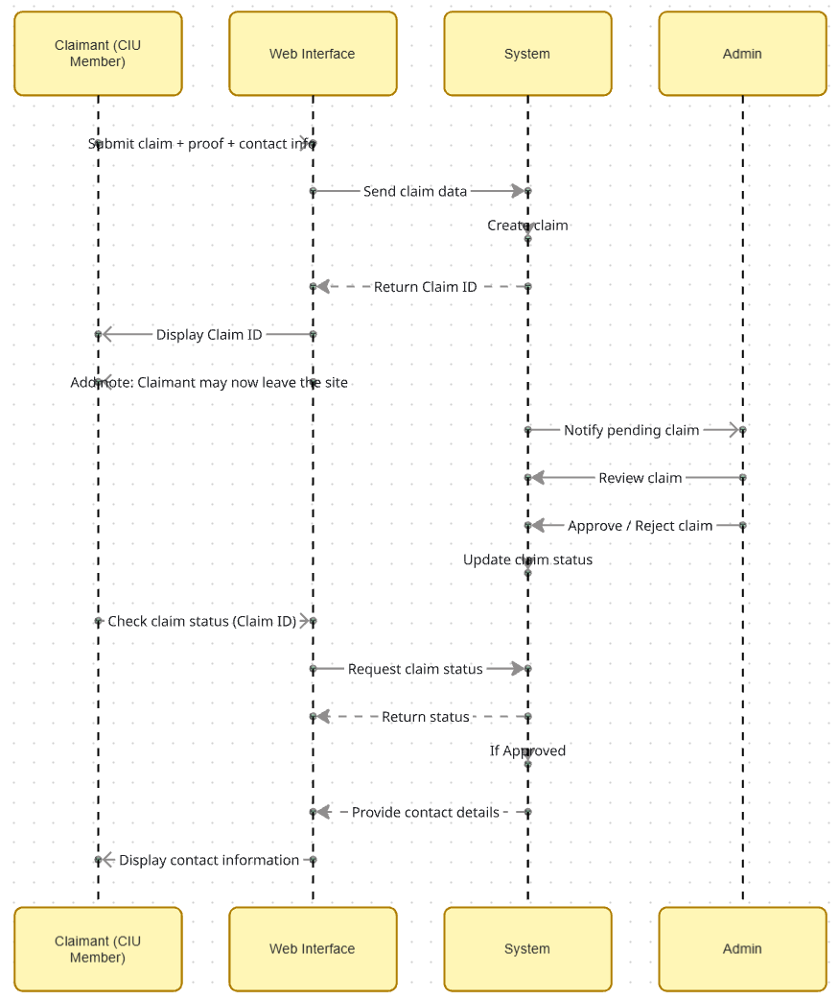 Claimant (CIU
Member)
Web Interface
System
Admin
Submit claim + proof + contact info
Send claim data
Create claim
Return Claim ID
Display Claim ID
Add note: Claimant may now leave the site
Notify pending claim
Review claim
Approve / Reject claim
Update claim status
Check claim status (Claim ID)
Request claim status
Return status
If Approved
Provide contact details
Display contact information
Claimant (CIU
Member)
Web Interface
System
Admin